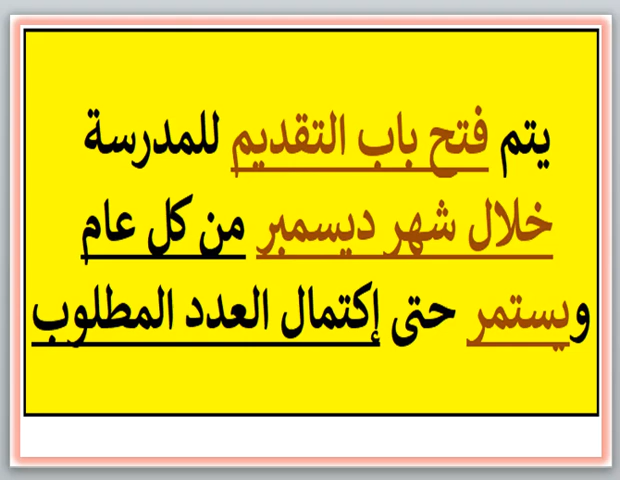 يتم فتح باب التقديم للمدرسة
خلال شهر ديسمبر من كل عام
ويستمر حتى إكتمال العدد المطلوب